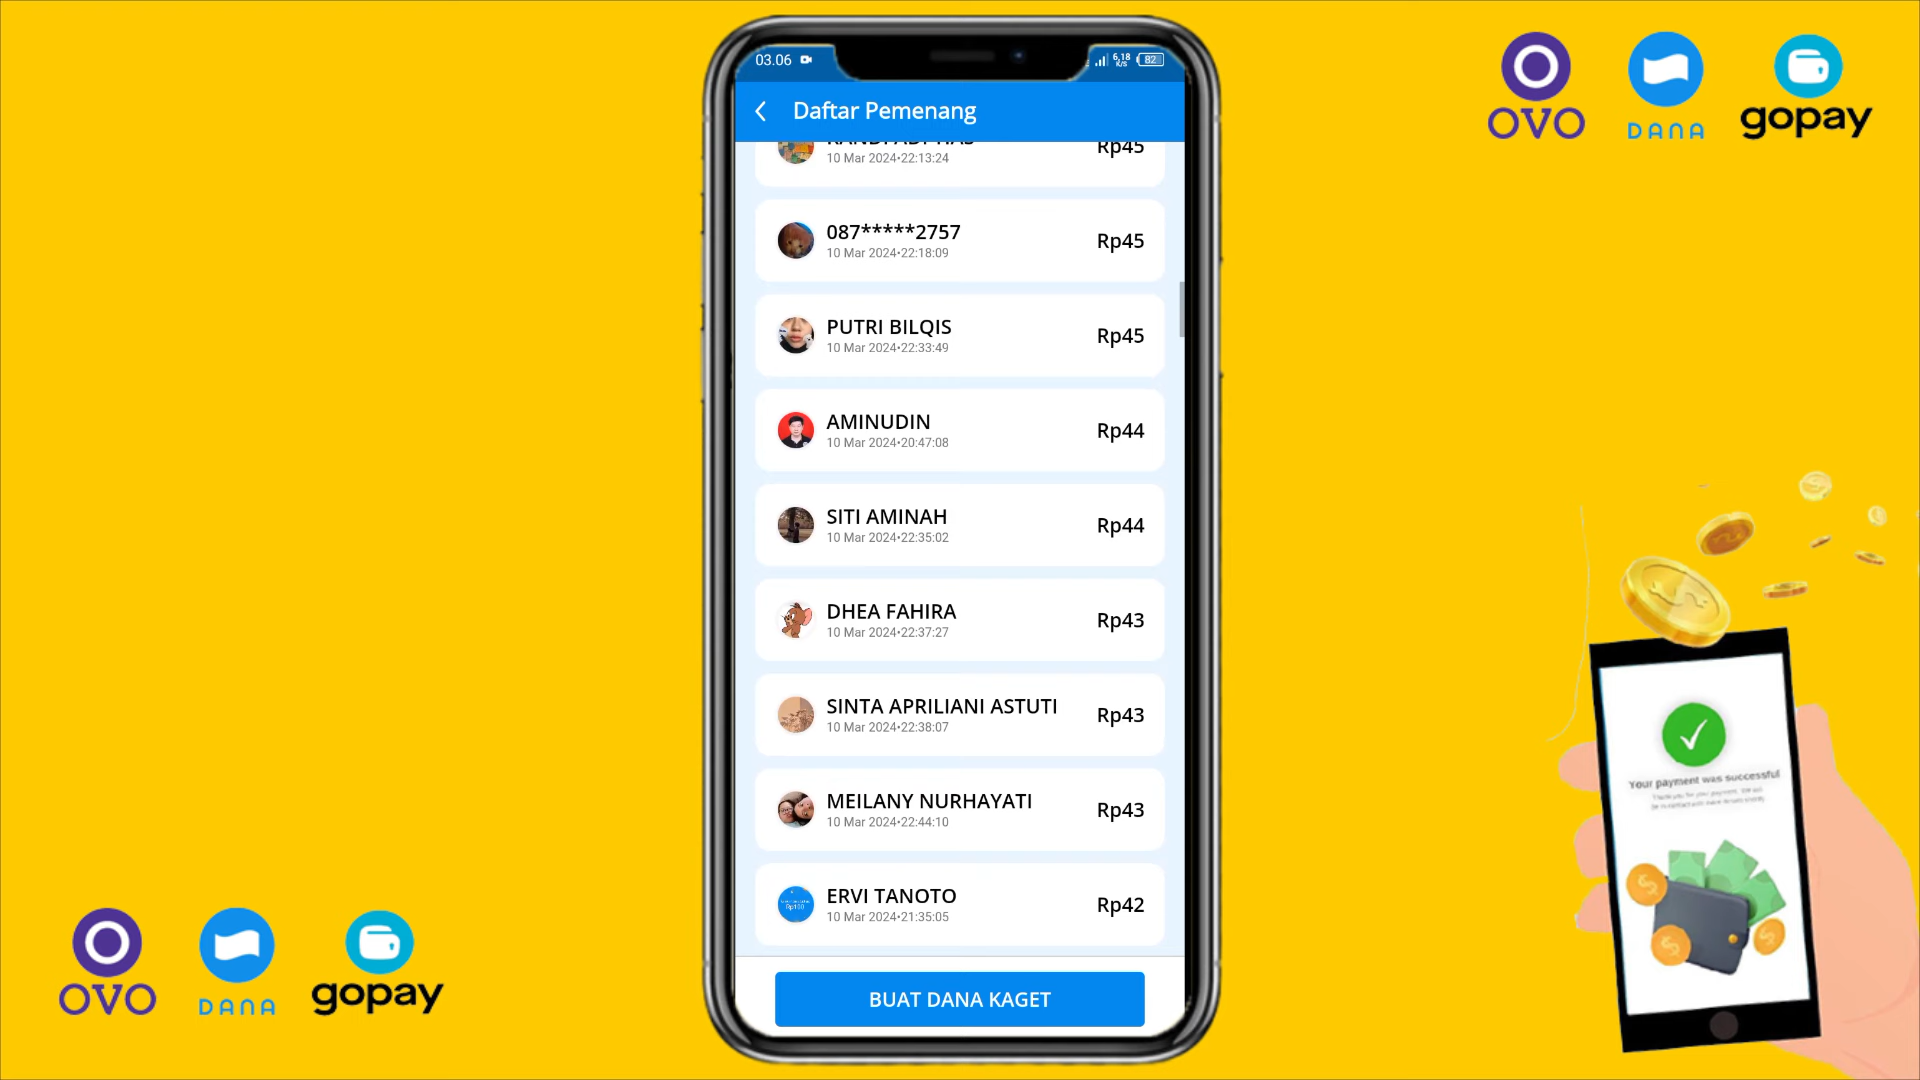 03.06
6,18
K/S
82
Daftar Pemenang
10 Mar 2024•22:13:24
Rp45
087*****2757
10 Mar 2024•22:18:09
Rp45
PUTRI BILQIS
10 Mar 2024•22:33:49
Rp45
AMINUDIN
10 Mar 2024•20:47:08
Rp44
SITI AMINAH
10 Mar 2024•22:35:02
Rp44
DHEA FAHIRA
10 Mar 2024•22:37:27
Rp43
SINTA APRILIANI ASTUTI
10 Mar 2024•22:38:07
Rp43
MEILANY NURHAYATI
10 Mar 2024•22:44:10
Rp43
ERVI TANOTO
10 Mar 2024•21:35:05
Rp42
BUAT DANA KAGET
OVO
DANA
gopay
Your payment was successful
OVO
DANA
gopay